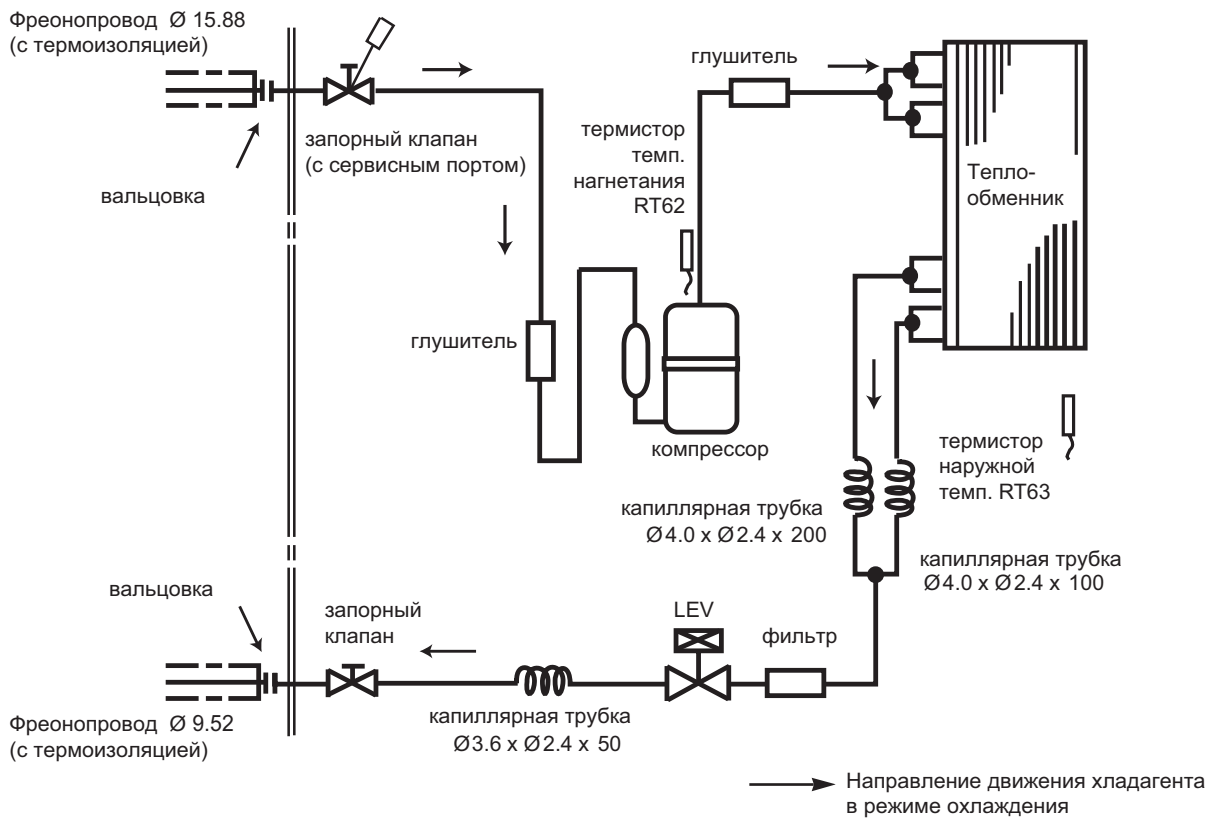 Фреонопровод Ø 15.88
(с термоизоляцией)
вальцовка
запорный клапан
(с сервисным портом)
глушитель
термистор
темп.
нагнетания
RT62
глушитель
Тепло-
обменник
компрессор
термистор
наружной
темп. RT63
капиллярная трубка
Ø4.0 x Ø2.4 x 200
капиллярная трубка
Ø4.0 x Ø2.4 x 100
вальцовка
запорный
клапан
LEV
фильтр
Фреонопровод Ø 9.52
(с термоизоляцией)
капиллярная трубка
Ø3.6 x Ø2.4 x 50
Направление движения хладагента
в режиме охлаждения